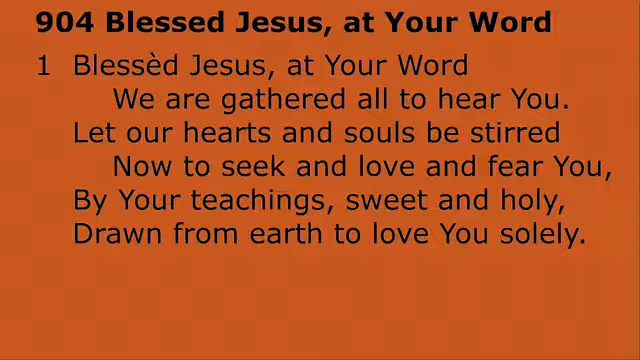 904 Blessed Jesus, at Your Word
1 Blessèd Jesus, at Your Word
We are gathered all to hear You.
Let our hearts and souls be stirred
Now to seek and love and fear You,
By Your teachings, sweet and holy,
Drawn from earth to love You solely.